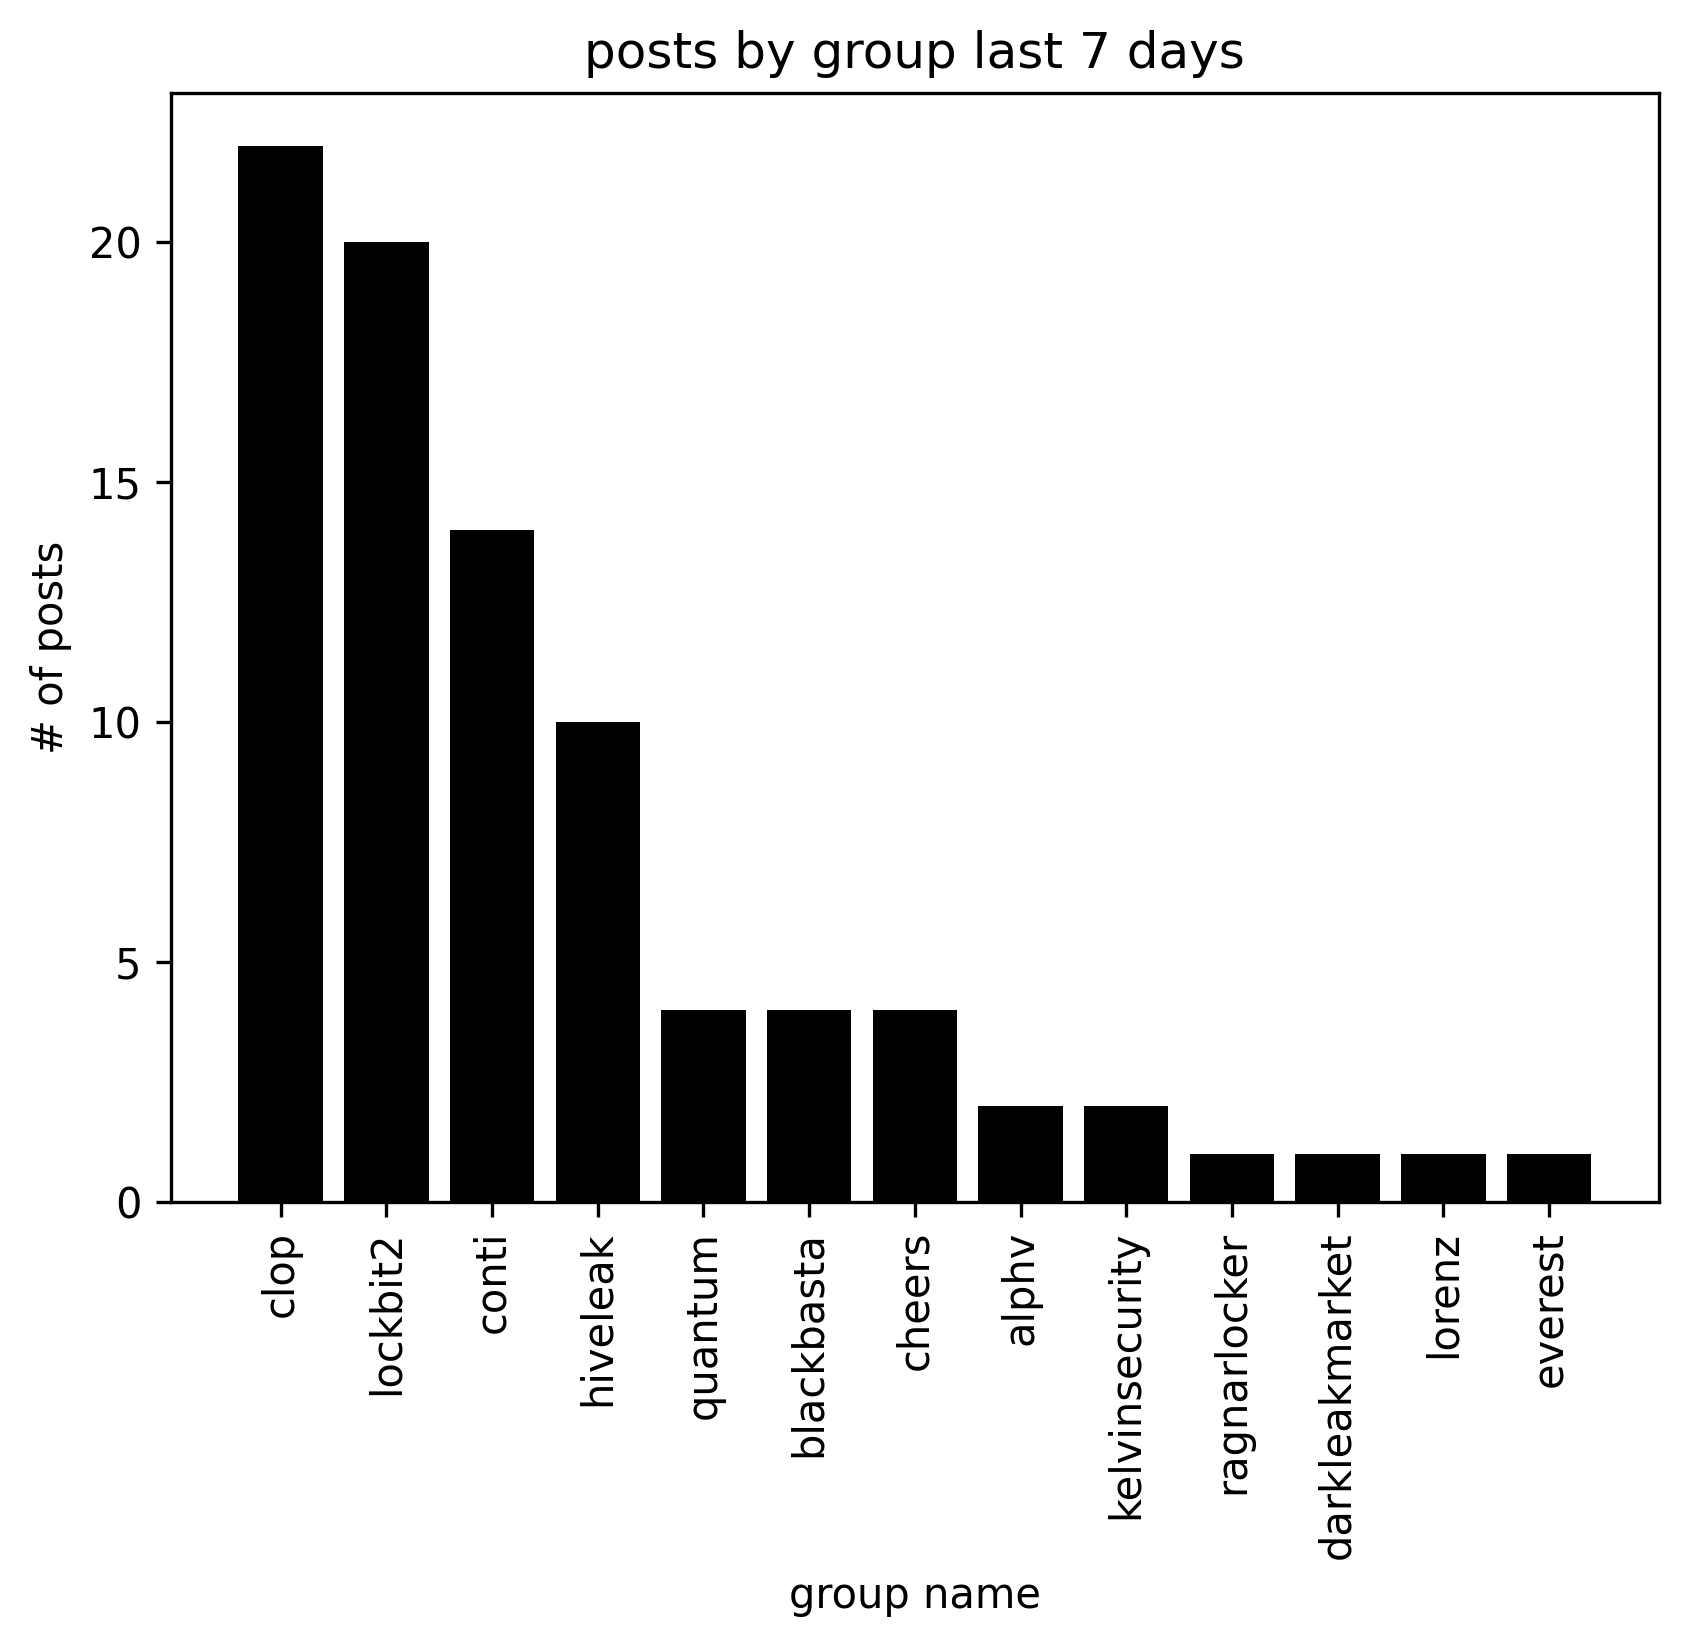 posts by group last 7 days
# of posts
20
15
10
5
0
clop
lockbit2
conti
hiveleak
quantum
blackbasta
cheers
alphv
kelvinsecurity
ragnarlocker
darkleakmarket
lorenz
everest
group name